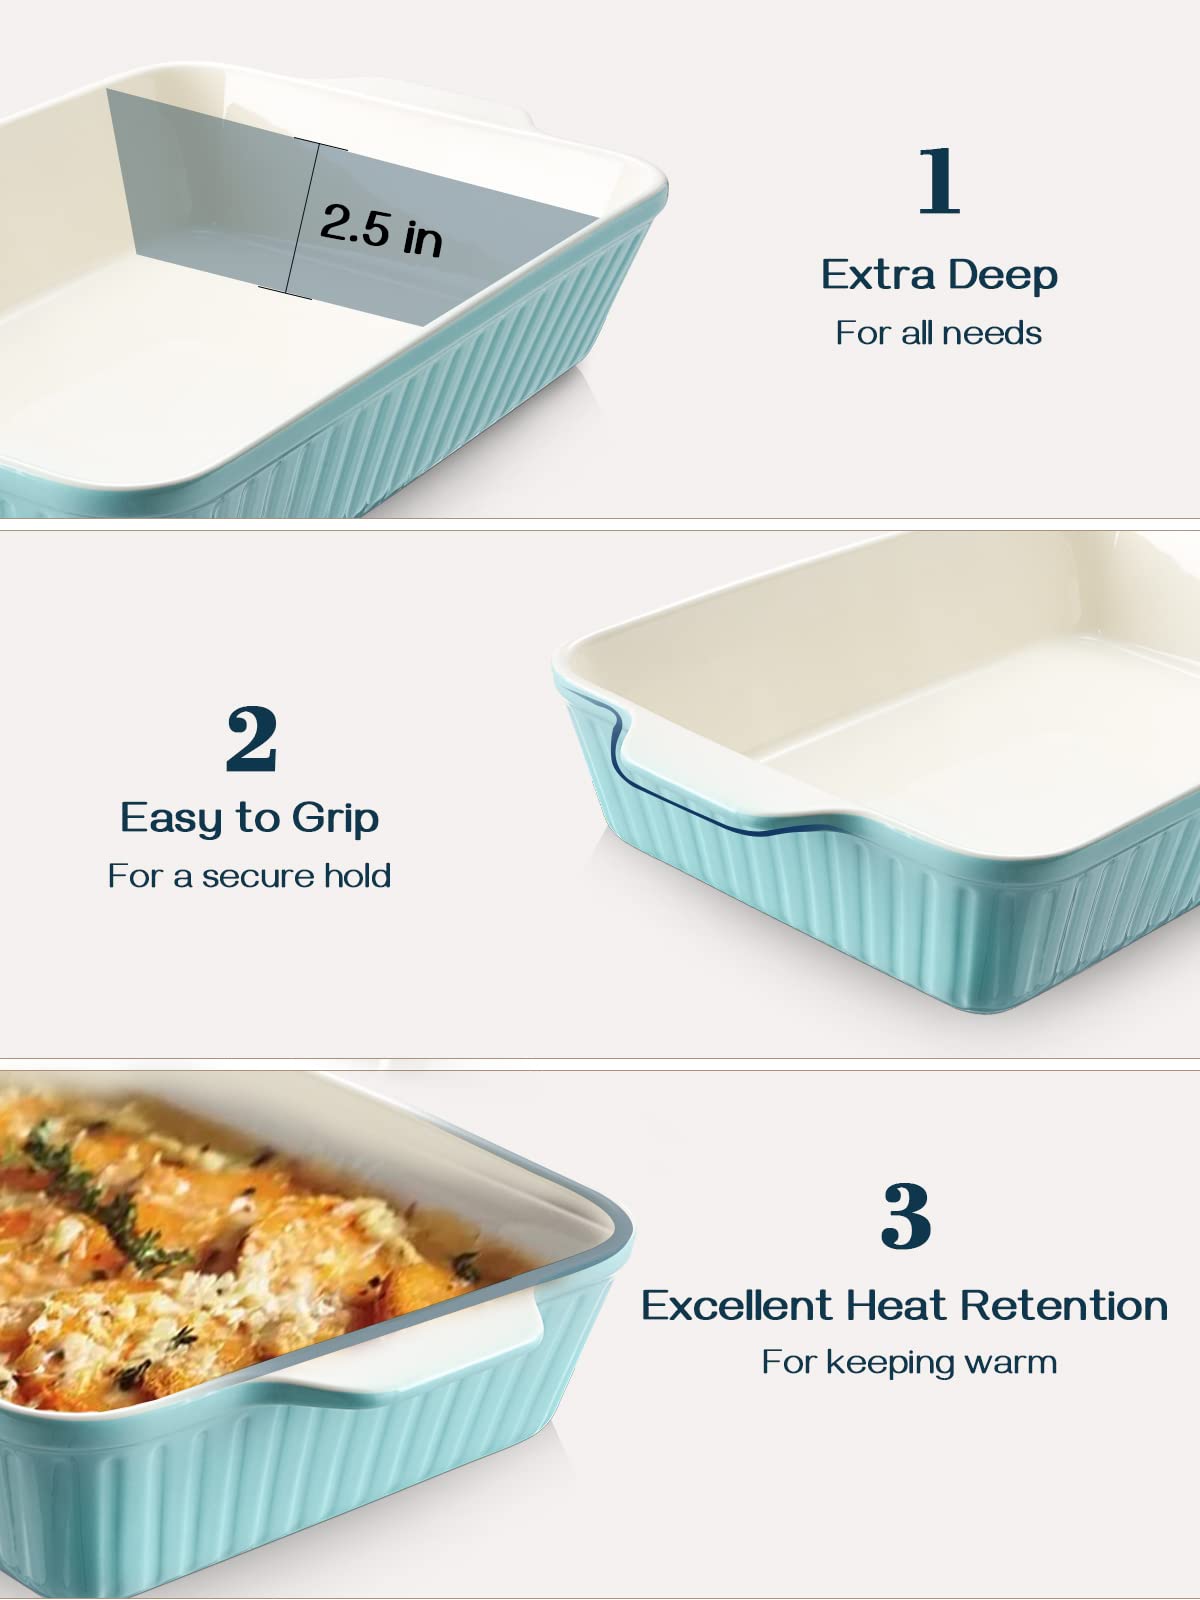 2.5 in
1
Extra Deep
For all needs
2
Easy to Grip
For a secure hold
3
Excellent Heat Retention
For keeping warm